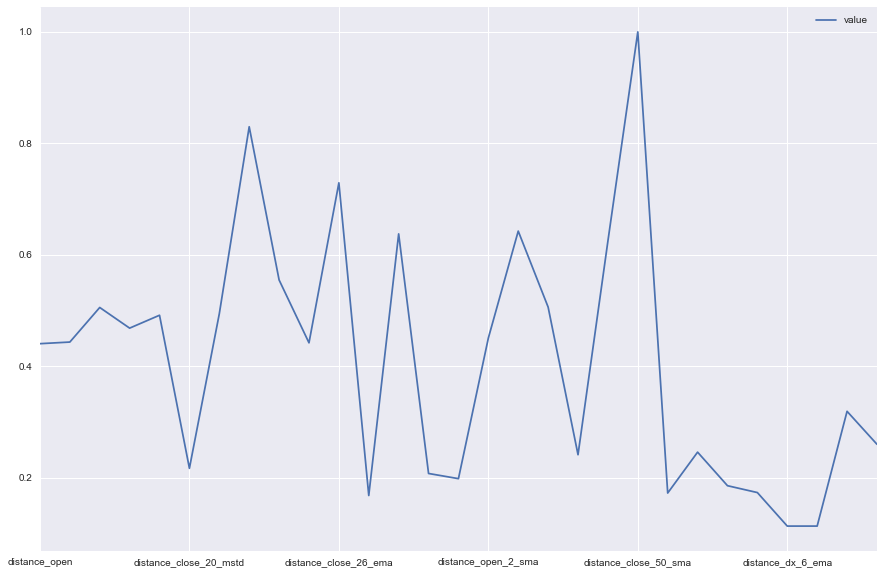 value
1.0
0.8
0.6
0.4
0.2
distance_open distance_close_20_mstd distance_close_26_ema distance_open_2_sma distance_close_50_sma distance_dx_6_ema